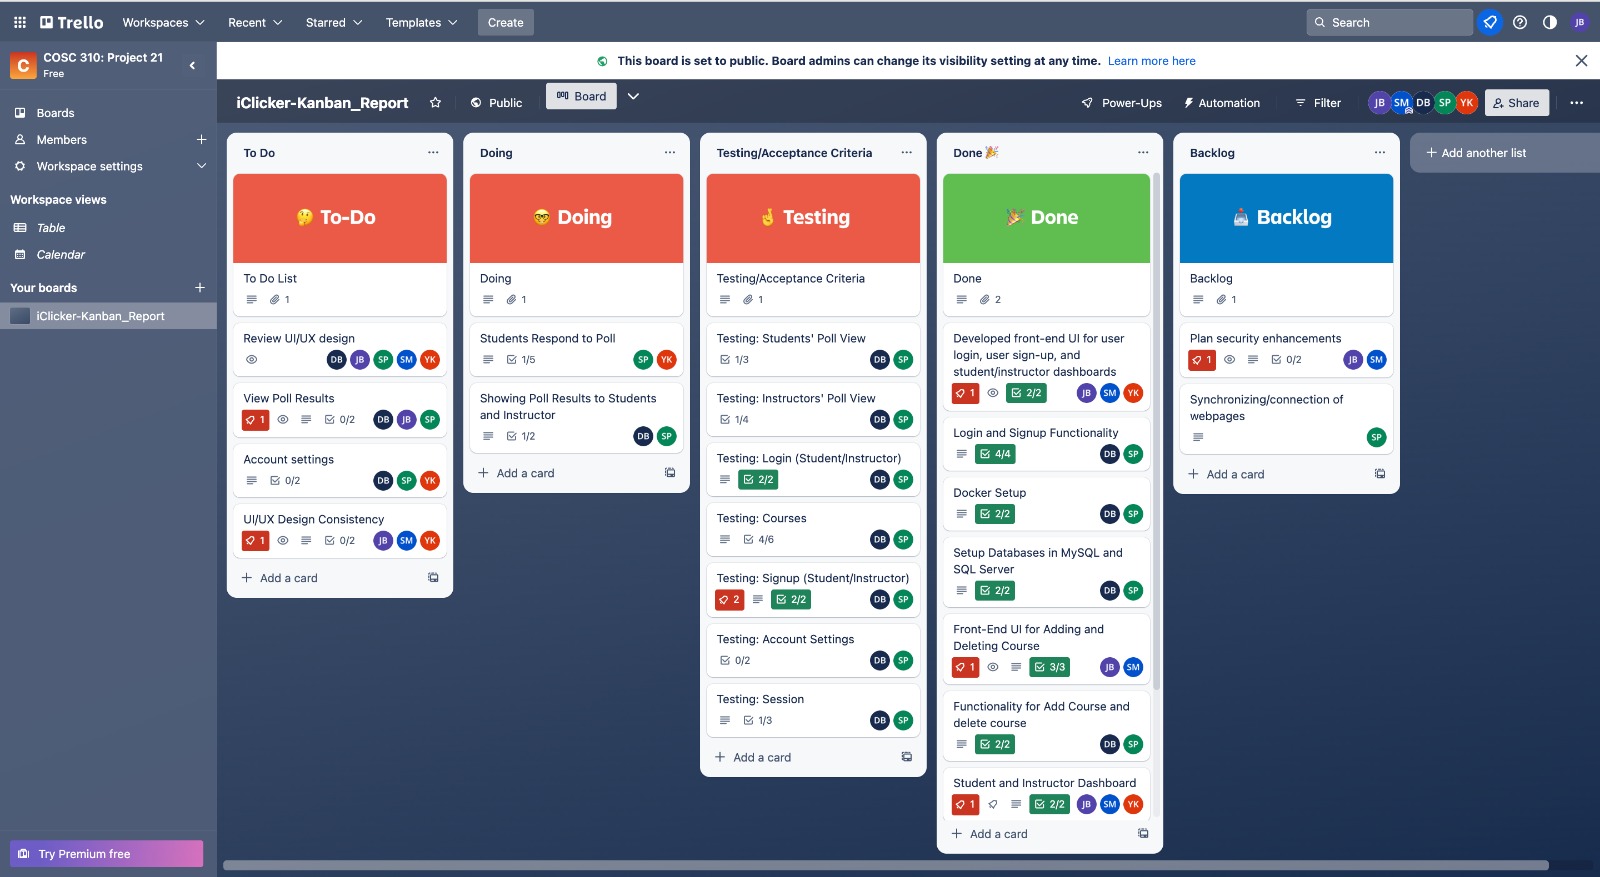 Trello
Workspaces
Recent
Starred
Templates
Create
Search
JB
C
COSC 310: Project 21
Free
This board is set to public. Board admins can change its visibility setting at any time. Learn more here
Boards
Members
Workspace settings
Workspace views
Table
Calendar
Your boards
iClicker-Kanban_Report
Try Premium free
iClicker-Kanban_Report
Public
Board
Power-Ups
Automation
Filter
JB SM DB SP YK
Share
To Do
🤔 To-Do
To Do List
1
Review UI/UX design
DB JB SP SM YK
View Poll Results
1 0/2 DB JB SP
Account settings
0/2 DB SP YK
UI/UX Design Consistency
1 0/2 JB SM YK
+ Add a card
Doing
🤓 Doing
Doing
1
Students Respond to Poll
1/5 SP YK
Showing Poll Results to Students
and Instructor
1/2 DB SP
+ Add a card
Testing/Acceptance Criteria
🤞 Testing
Testing/Acceptance Criteria
1
Testing: Students' Poll View
1/3 DB SP
Testing: Instructors' Poll View
1/4 DB SP
Testing: Login (Student/Instructor)
2/2 DB SP
Testing: Courses
4/6 DB SP
Testing: Signup (Student/Instructor)
2 2/2 DB SP
Testing: Account Settings
0/2 DB SP
Testing: Session
1/3 DB SP
+ Add a card
Done 🎉
🎉 Done
Done
2
Developed front-end UI for user
login, user sign-up, and
student/instructor dashboards
1 2/2 JB SM YK
Login and Signup Functionality
4/4 DB SP
Docker Setup
2/2 DB SP
Setup Databases in MySQL and
SQL Server
2/2 DB SP
Front-End UI for Adding and
Deleting Course
1 3/3 JB SM
Functionality for Add Course and
delete course
2/2 DB SP
Student and Instructor Dashboard
1 2/2 JB SM YK
+ Add a card
Backlog
📥 Backlog
Backlog
1
Plan security enhancements
1 0/2 JB SM
Synchronizing/connection of
webpages
SP
+ Add a card
+ Add another list